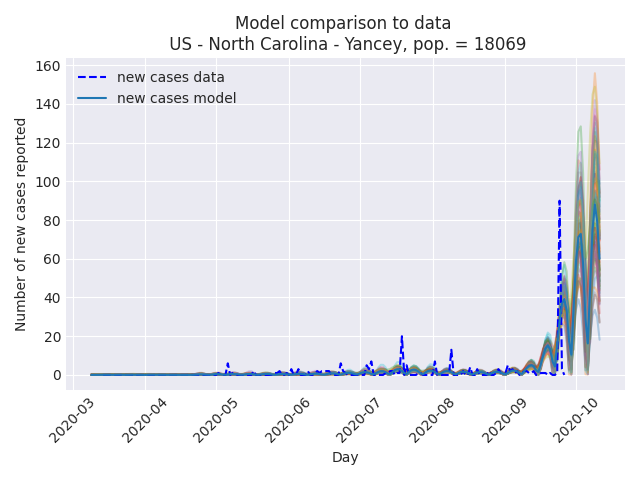 Model comparison to data
US - North Carolina - Yancey, pop. = 18069
new cases data
new cases model
Number of new cases reported
160
140
120
100
80
60
40
20
0
2020-03
2020-04
2020-05
2020-06
2020-07
2020-08
2020-09
2020-10
Day